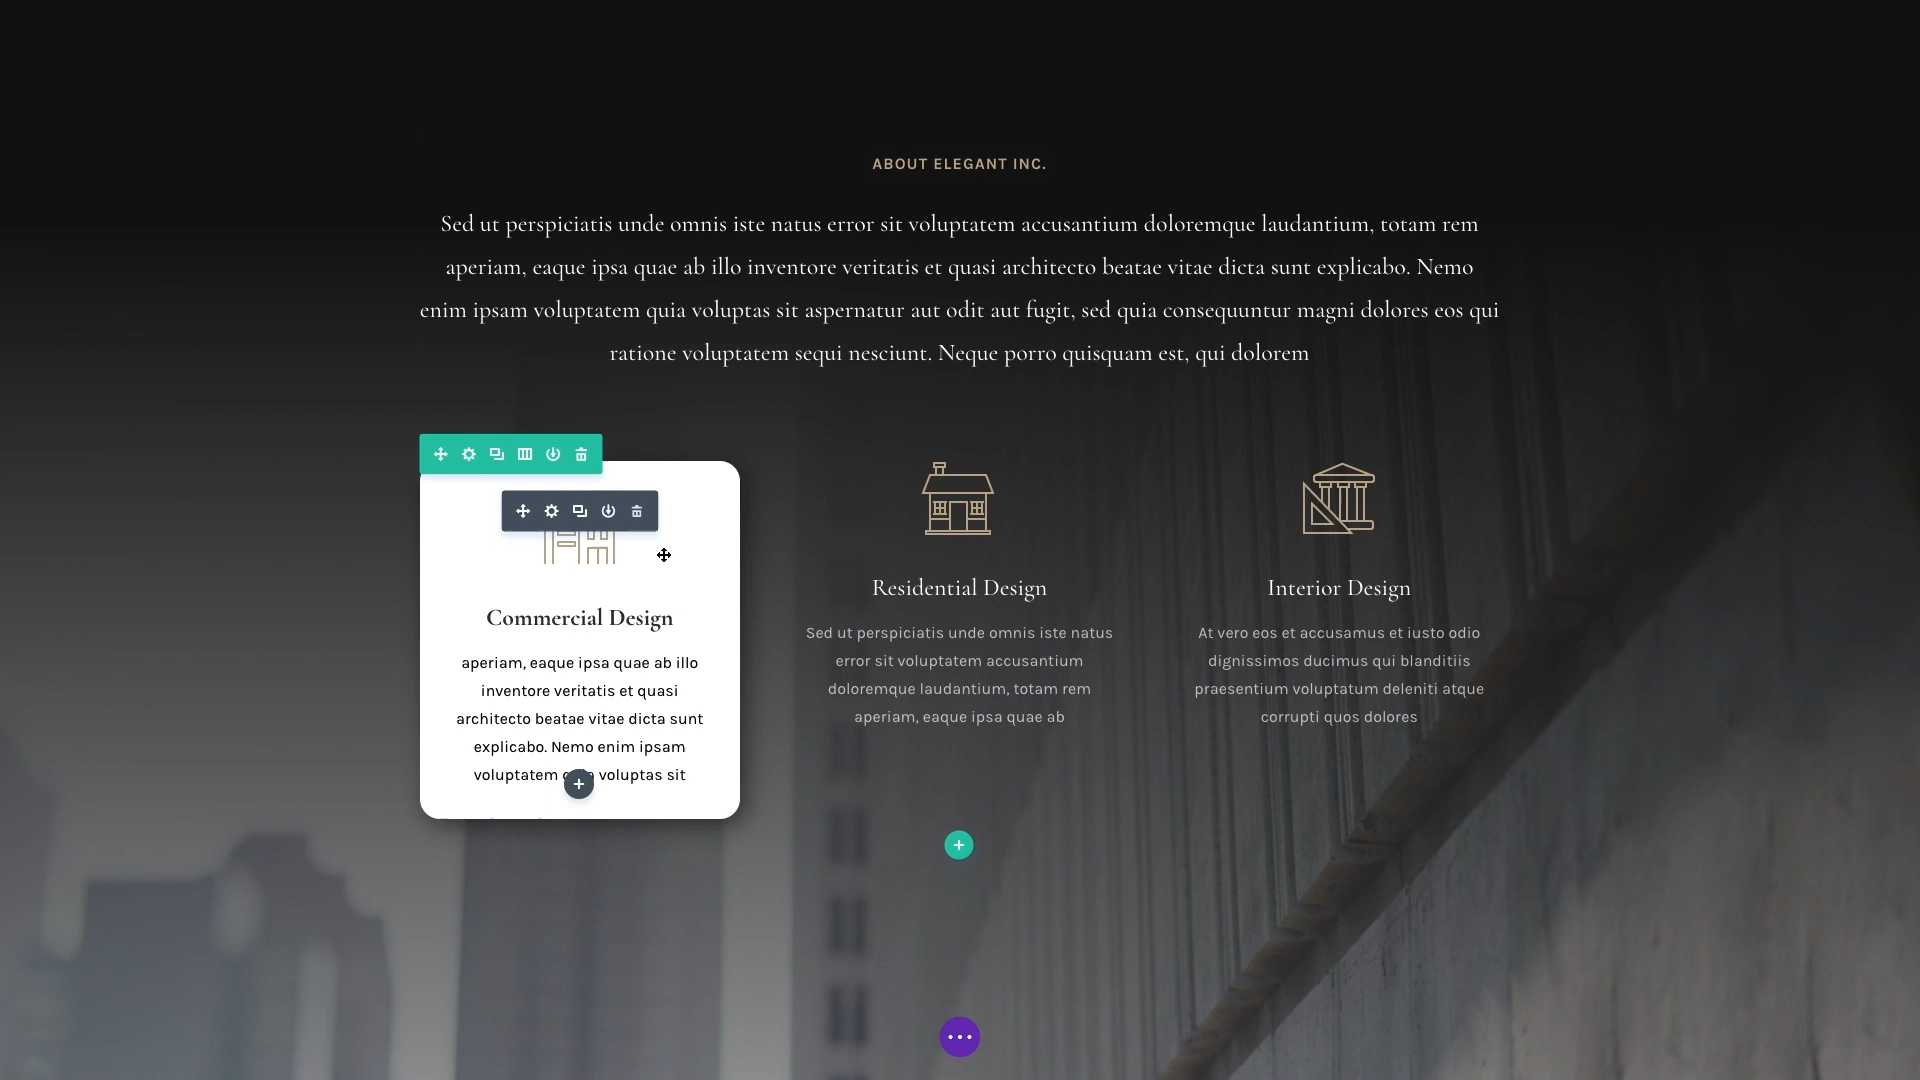 ABOUT ELEGANT INC.
Sed ut perspiciatis unde omnis iste natus error sit voluptatem accusantium doloremque laudantium, totam rem
aperiam, eaque ipsa quae ab illo inventore veritatis et quasi architecto beatae vitae dicta sunt explicabo. Nemo
enim ipsam voluptatem quia voluptas sit aspernatur aut odit aut fugit, sed quia consequuntur magni dolores eos qui
ratione voluptatem sequi nesciunt. Neque porro quisquam est, qui dolorem
Commercial Design
aperiam, eaque ipsa quae ab illo
inventore veritatis et quasi
architecto beatae vitae dicta sunt
explicabo. Nemo enim ipsam
voluptatem voluptas sit
Residential Design
Sed ut perspiciatis unde omnis iste natus
error sit voluptatem accusantium
doloremque laudantium, totam rem
aperiam, eaque ipsa quae ab
Interior Design
At vero eos et accusamus et iusto odio
dignissimos ducimus qui blanditiis
praesentium voluptatum deleniti atque
corrupti quos dolores